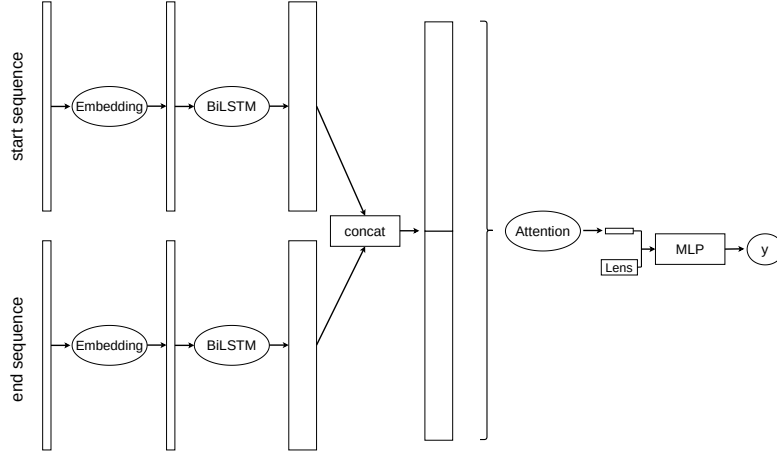 start sequence
Embedding
BiLSTM
concat
Attention
Lens
MLP
y
end sequence
Embedding
BiLSTM